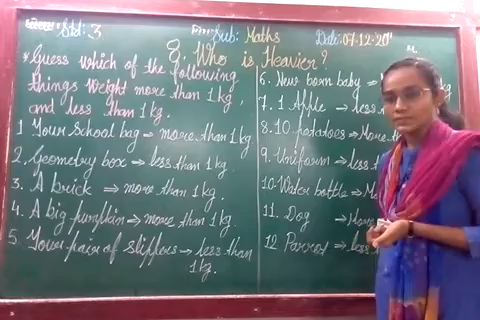 Std: 3 Sub: Maths Date: 07-12-20"
8. Who is Heavier?
* Guess which of the following
things weight more than 1 kg,
and less than 1 kg.
1 Your School bag ⇒ more than 1 kg
2. Geometry box ⇒ less than 1 kg.
3. A brick ⇒ more than 1 kg.
4. A big pumpkin ⇒ more than 1 kg
5. Your pair of slippers → less than
1 kg.
6. New born baby ⇒ kg
7. 1 Apple ⇒ less
8. 10 potatoes ⇒ More
9. Uniform ⇒ less
10. Water bottle ⇒ Mo
11. Dog → More
12 Parrot ⇒ less